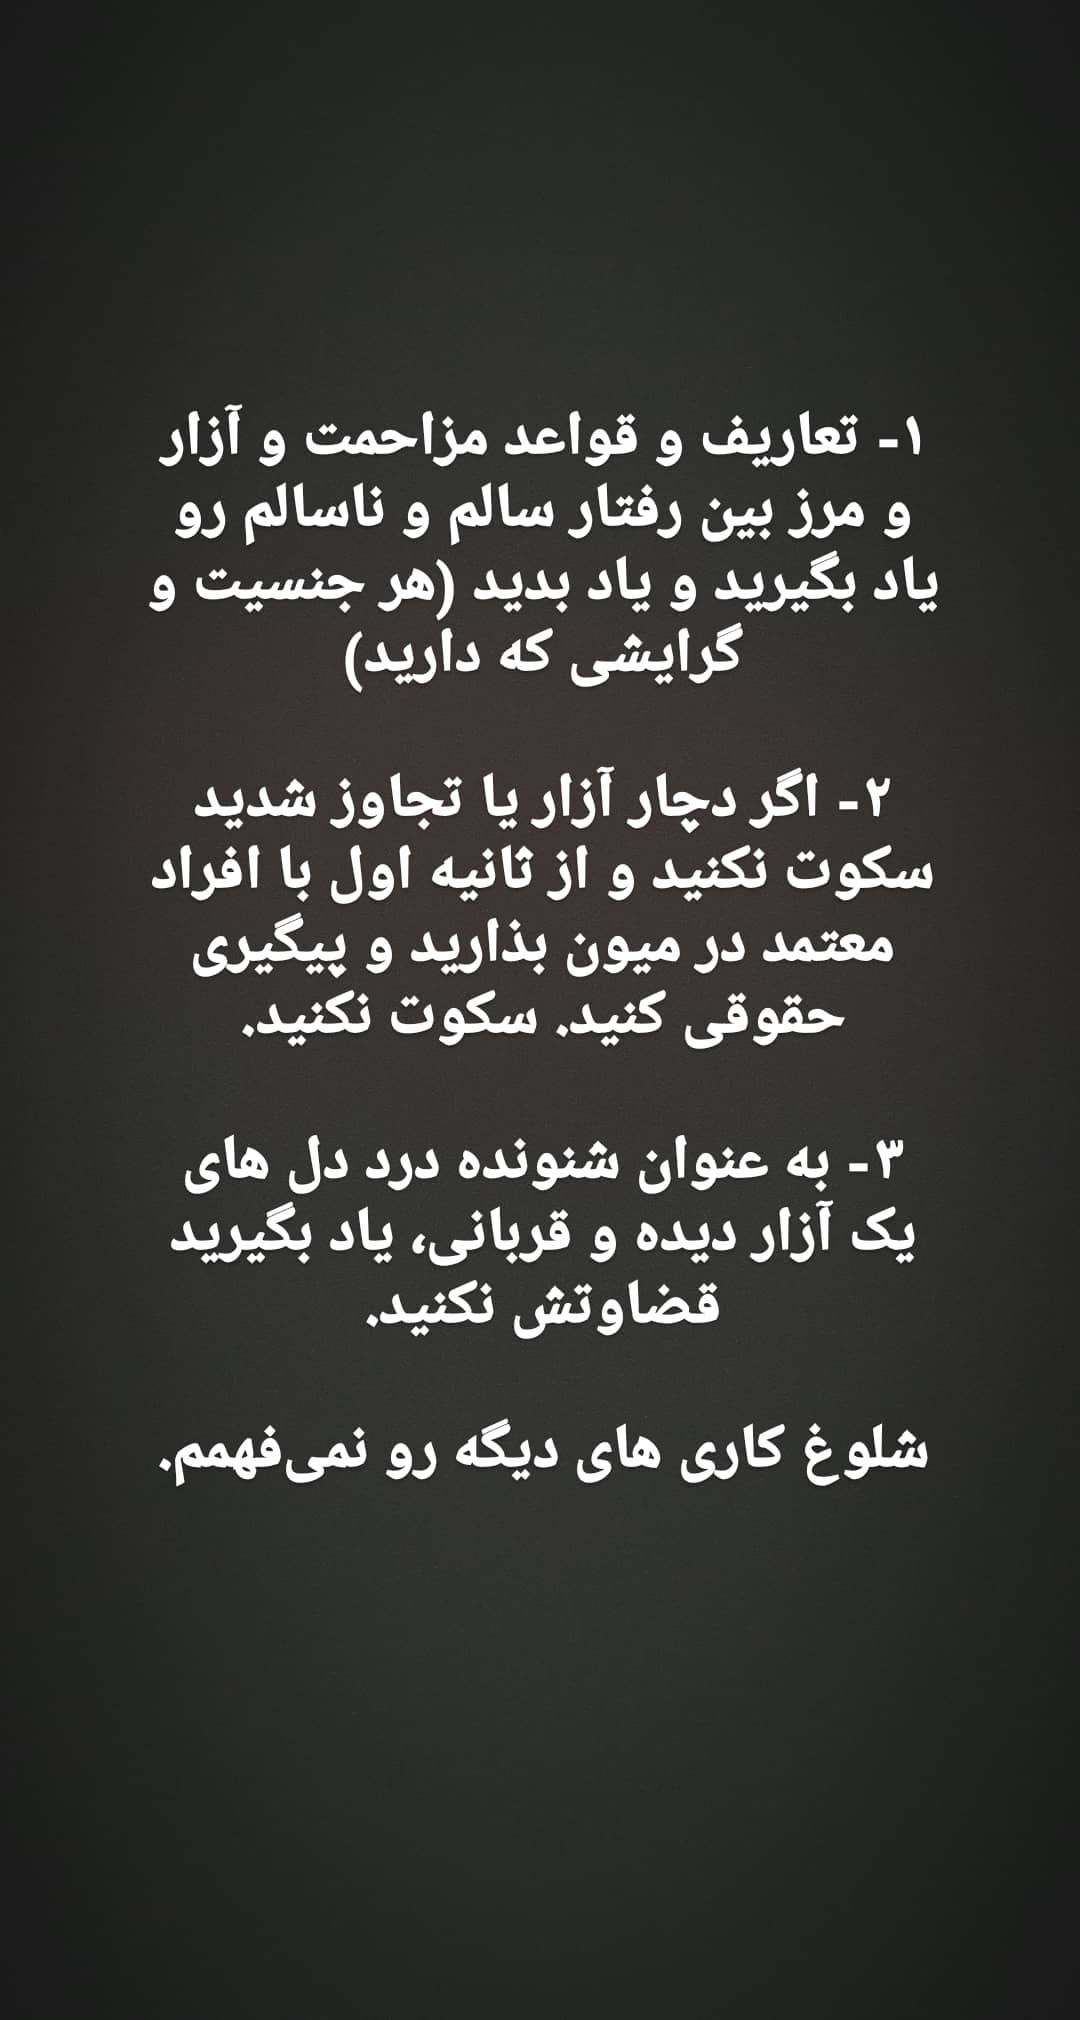 ۱- تعاریف و قواعد مزاحمت و آزار
و مرز بین رفتار سالم و ناسالم رو
یاد بگیرید و یاد بدید (هر جنسیت و
گرایشی که دارید)
۲- اگر دچار آزار یا تجاوز شدید
سکوت نکنید و از ثانیه اول با افراد
معتمد در میون بذارید و پیگیری
حقوقی کنید. سکوت نکنید.
۳- به عنوان شنونده درد دل های
یک آزار دیده و قربانی، یاد بگیرید
قضاوتش نکنید.
شلوغ کاری های دیگه رو نمی‌فهمم.